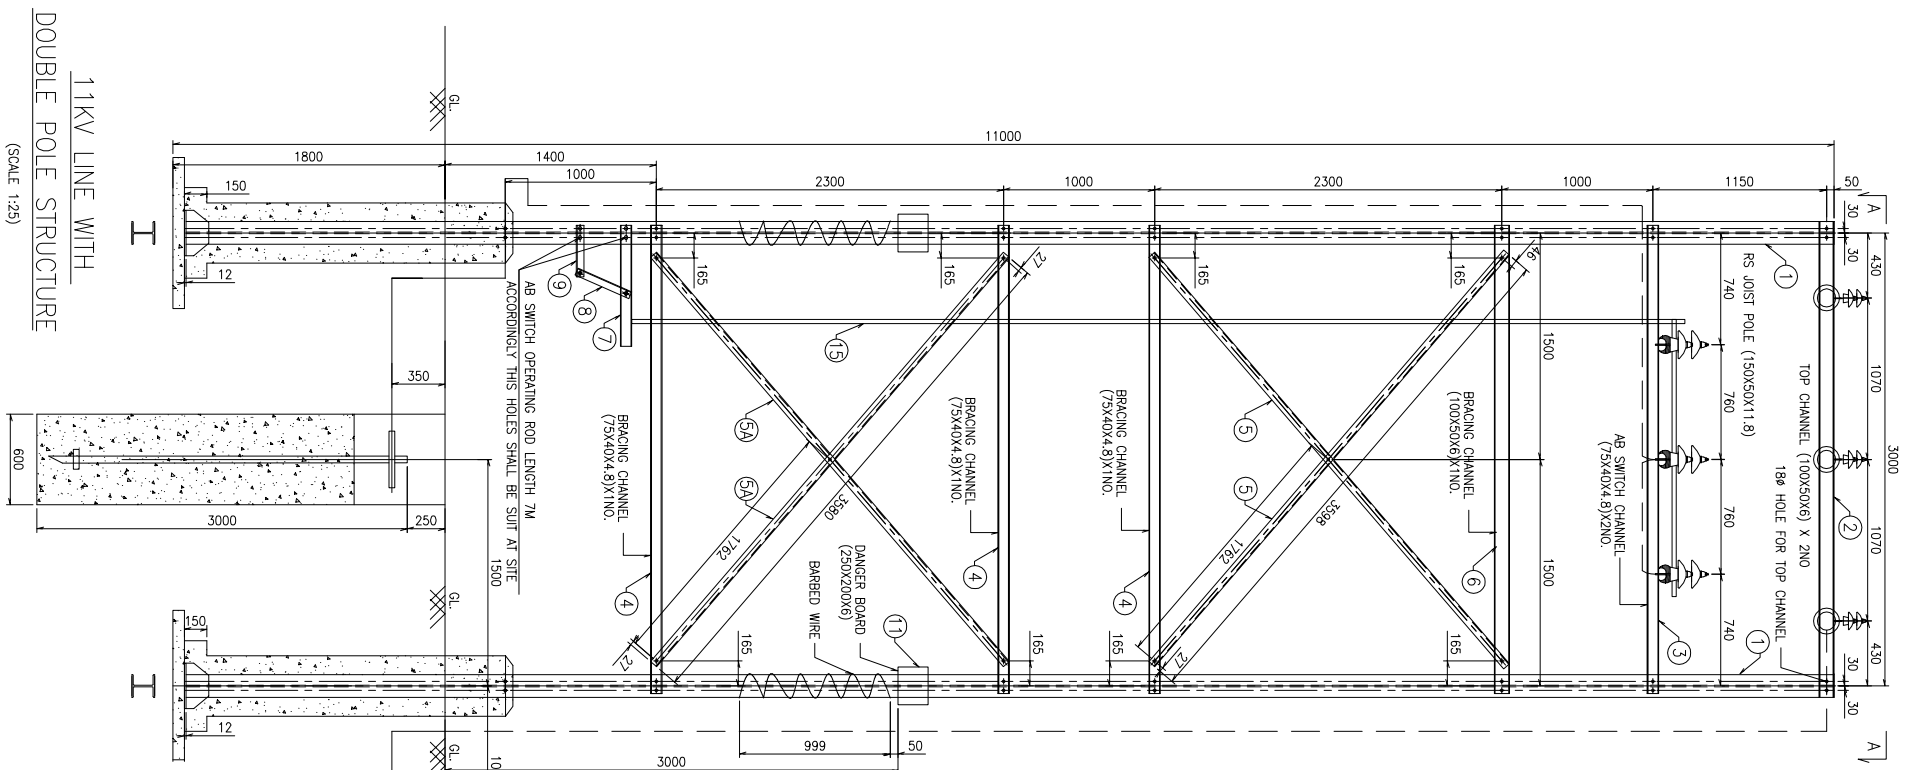 11KV LINE WITH
DOUBLE POLE STRUCTURE
(SCALE 1:25)
A
A
3000
430
1070
1070
430
30
30
30
30
50
1150
1000
2300
1000
2300
1000
1400
1800
11000
TOP CHANNEL (100X50X6) X 2NO
18ø HOLE FOR TOP CHANNEL
RS JOIST POLE (150X50X11.8)
1
2
1
740
760
760
740
AB SWITCH CHANNEL
(75X40X4.8)X2NO.
3
1500
1500
46
165
165
BRACING CHANNEL
(100X50X6)X1NO.
6
5
5
3598
1762
27
165
165
BRACING CHANNEL
(75X40X4.8)X1NO.
4
15
BRACING CHANNEL
(75X40X4.8)X1NO.
4
27
165
165
5A
5A
3580
1762
27
165
165
DANGER BOARD
(250X200X6)
BARBED WIRE
11
BRACING CHANNEL
(75X40X4.8)X1NO.
4
7
8
9
AB SWITCH OPERATING ROD LENGTH 7M
ACCORDINGLY THIS HOLES SHALL BE SUIT AT SITE
50
999
3000
1500
10
GL.
GL.
GL.
350
250
3000
600
150
12
150
12